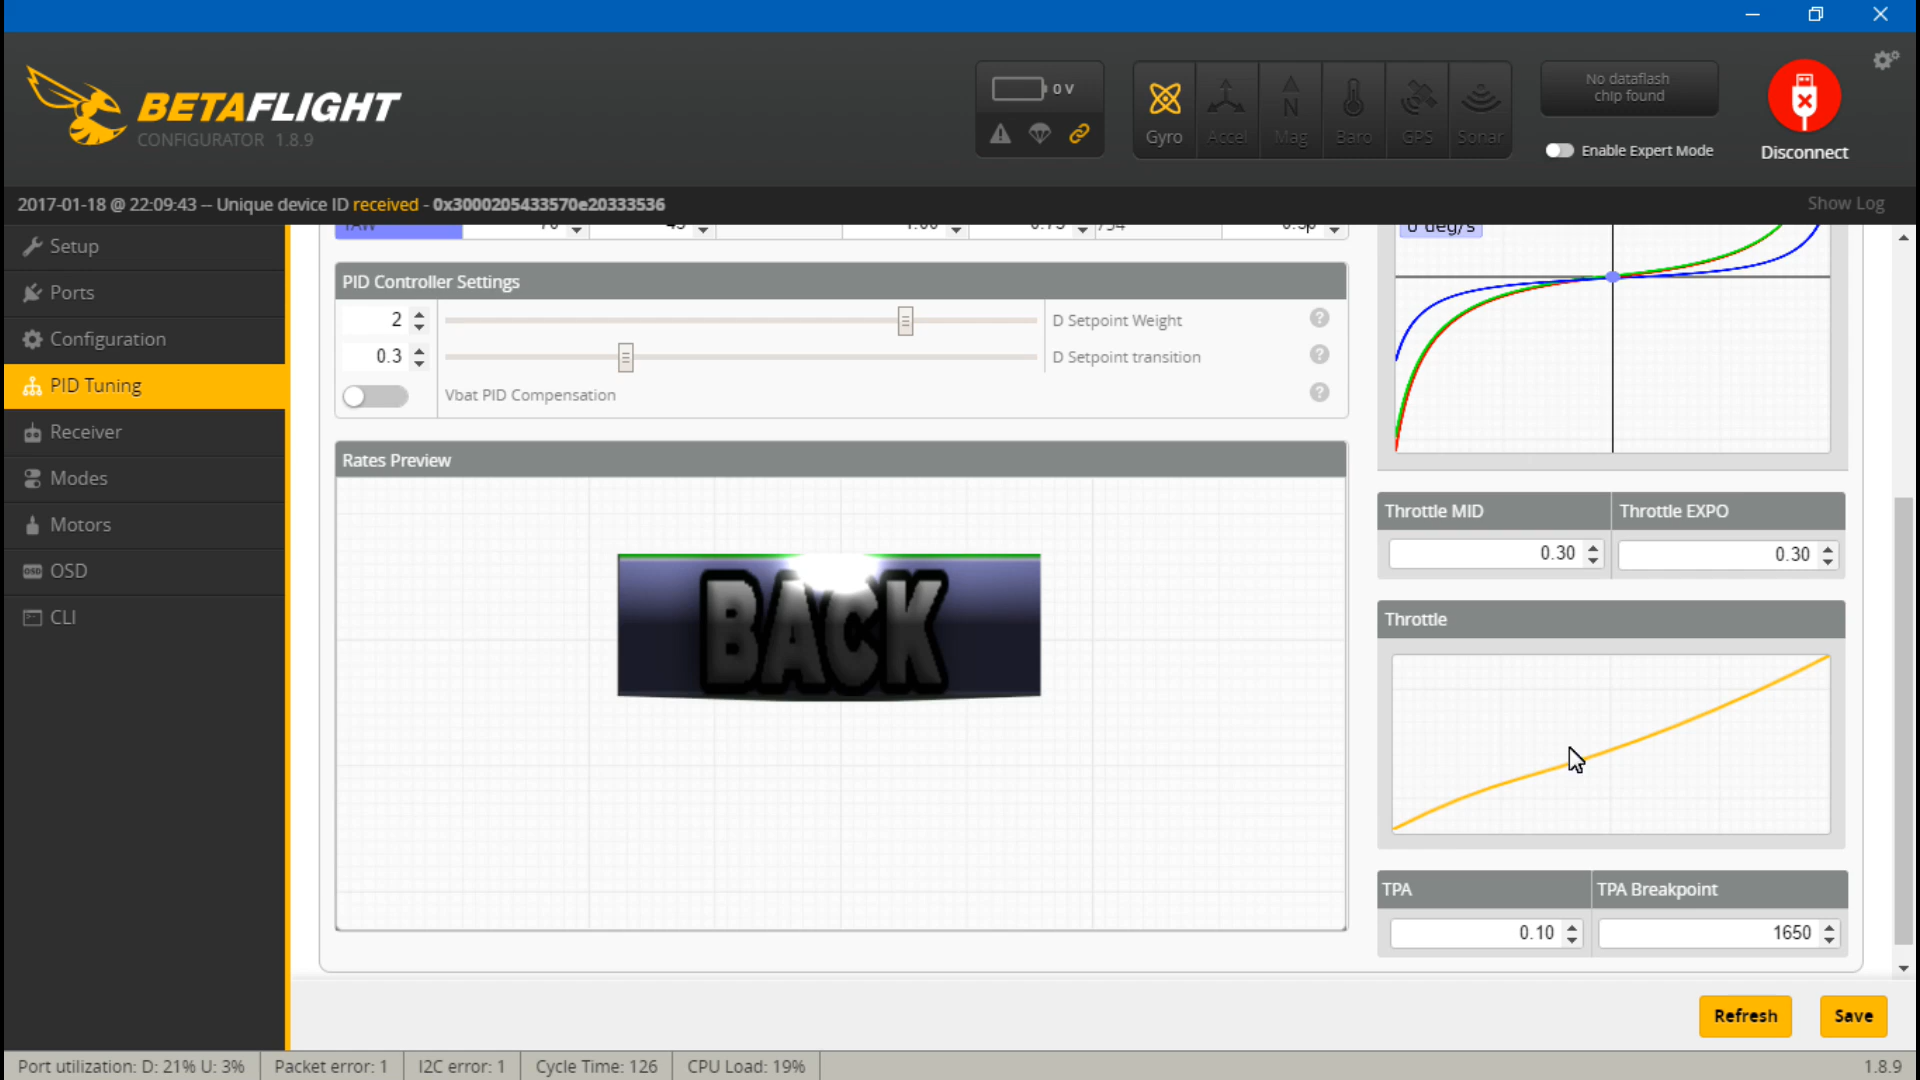 BETAFLIGHT
CONFIGURATOR 1.8.9
0 V
Gyro
Accel
Mag
Baro
GPS
Sonar
No dataflash
chip found
Enable Expert Mode
Disconnect
2017-01-18 @ 22:09:43 -- Unique device ID received - 0x3000205433570e20333536
Show Log
Setup
Ports
Configuration
PID Tuning
Receiver
Modes
Motors
OSD
CLI
0 deg/s
PID Controller Settings
2
D Setpoint Weight
0.3
D Setpoint transition
Vbat PID Compensation
Rates Preview
BACK
Throttle MID
Throttle EXPO
0.30
0.30
Throttle
TPA
TPA Breakpoint
0.10
1650
Refresh
Save
Port utilization: D: 21% U: 3%
Packet error: 1
I2C error: 1
Cycle Time: 126
CPU Load: 19%
1.8.9